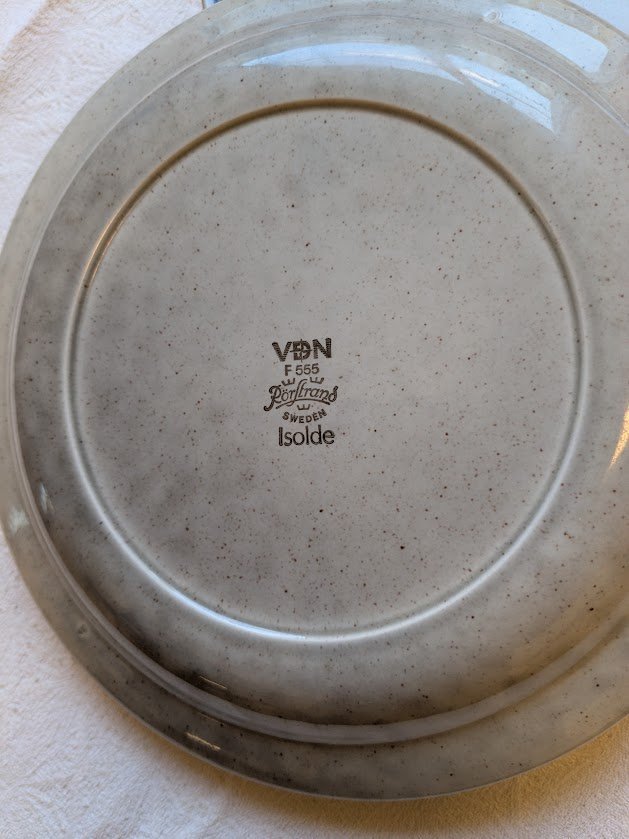 VDN
F 555
Rörstrand
SWEDEN
Isolde